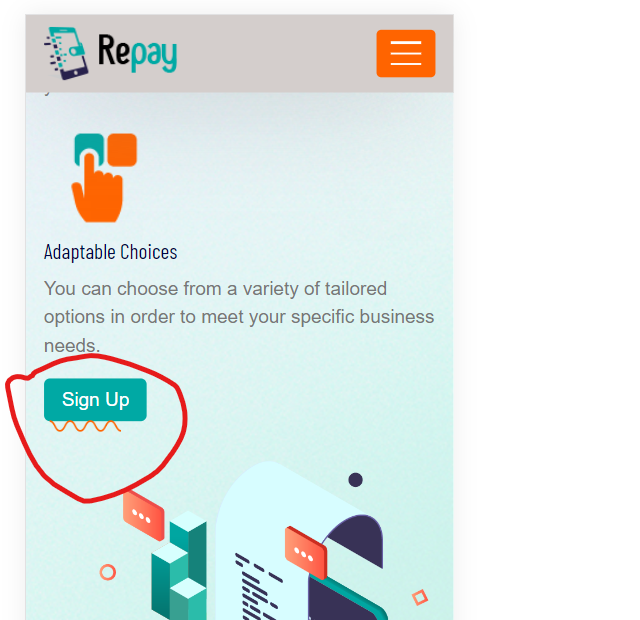 Repay
Adaptable Choices
You can choose from a variety of tailored
options in order to meet your specific business
needs.
Sign Up